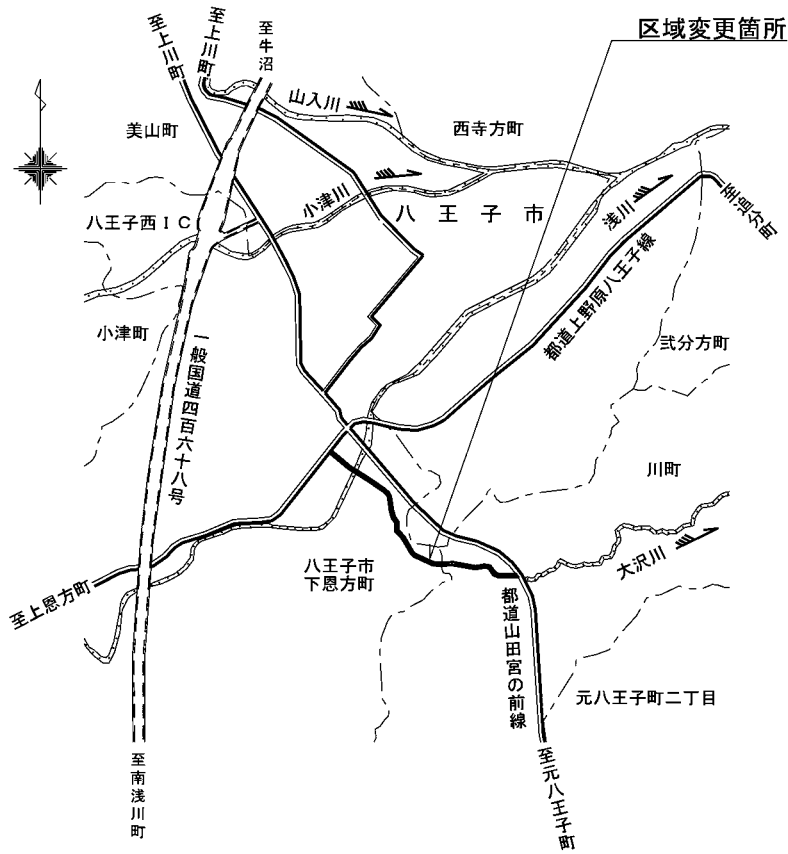 区域変更箇所
至上川町
至上川町
至牛沼
山入川
美山町
西寺方町
小津川
八王子市
浅川
至追分町
八王子西IC
都道上野原八王子線
小津町
一般国道四百六十八号
弐分方町
川町
大沢川
八王子市
下恩方町
至上恩方町
都道山田宮の前線
元八王子町二丁目
至南浅川町
至元八王子町